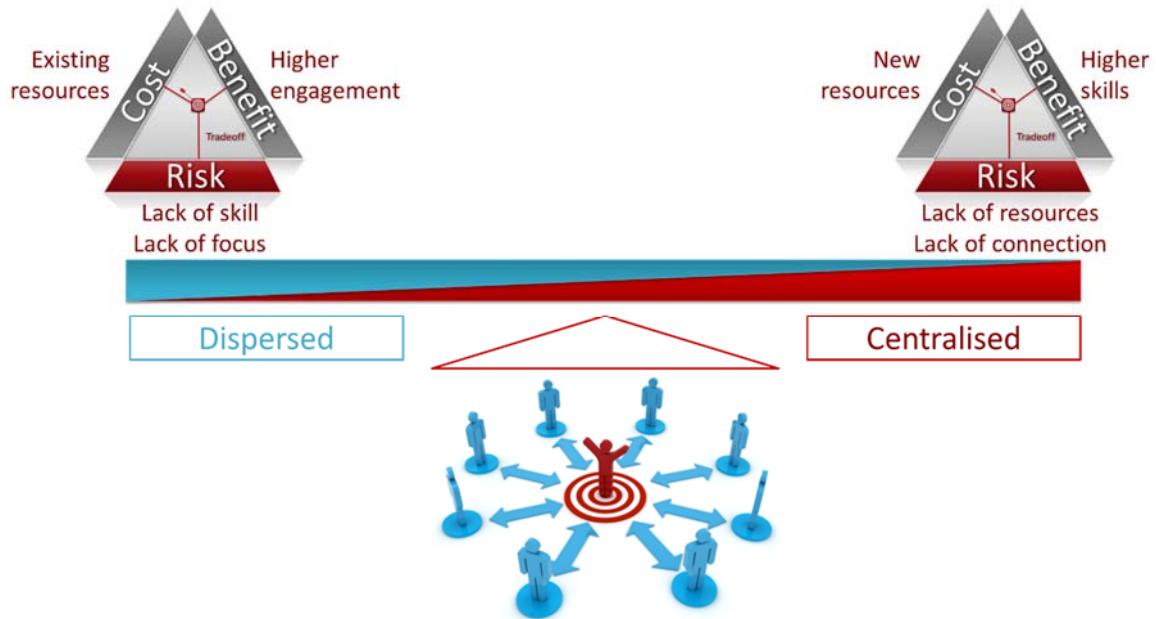 Existing
resources
Cost
Benefit
Higher
engagement
Tradeoff
Risk
Lack of skill
Lack of focus
New
resources
Cost
Benefit
Higher
skills
Tradeoff
Risk
Lack of resources
Lack of connection
Dispersed
Centralised